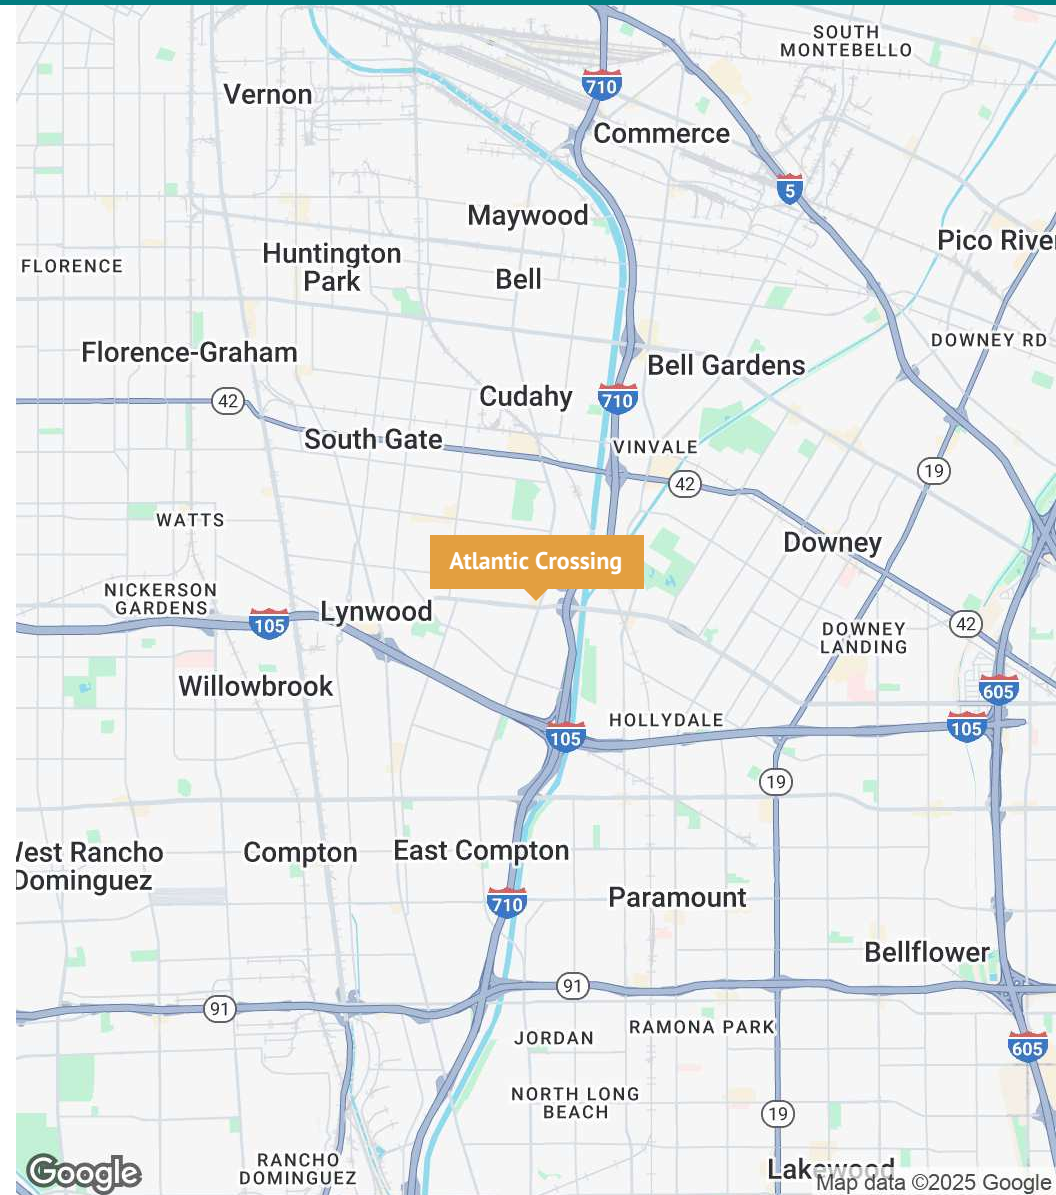 SOUTH
MONTEBELLO
710
Vernon
Commerce
5
Maywood
Pico River
Huntington
Park
FLORENCE
Bell
DOWNEY RD
Florence-Graham
Bell Gardens
Cudahy
710
42
South Gate
VINVALE
19
42
WATTS
Downey
Atlantic Crossing
NICKERSON
GARDENS
Lynwood
105
42
DOWNEY
LANDING
Willowbrook
605
HOLLYDALE
105
105
19
West Rancho
Dominguez
Compton
East Compton
Paramount
710
Bellflower
91
91
JORDAN
RAMONA PARK
605
NORTH LONG
BEACH
19
RANCHO
DOMINGUEZ
Lakewood
Google
Map data ©2025 Google